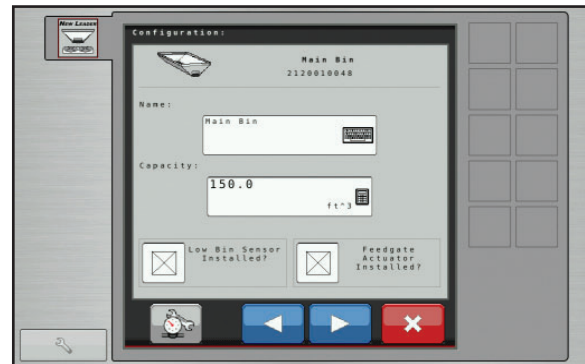 New Leader
Configuration:
Main Bin
2120010048
Name:
Main Bin
Capacity:
150.0
ft^3
Low Bin Sensor
Installed?
Feedgate
Actuator
Installed?